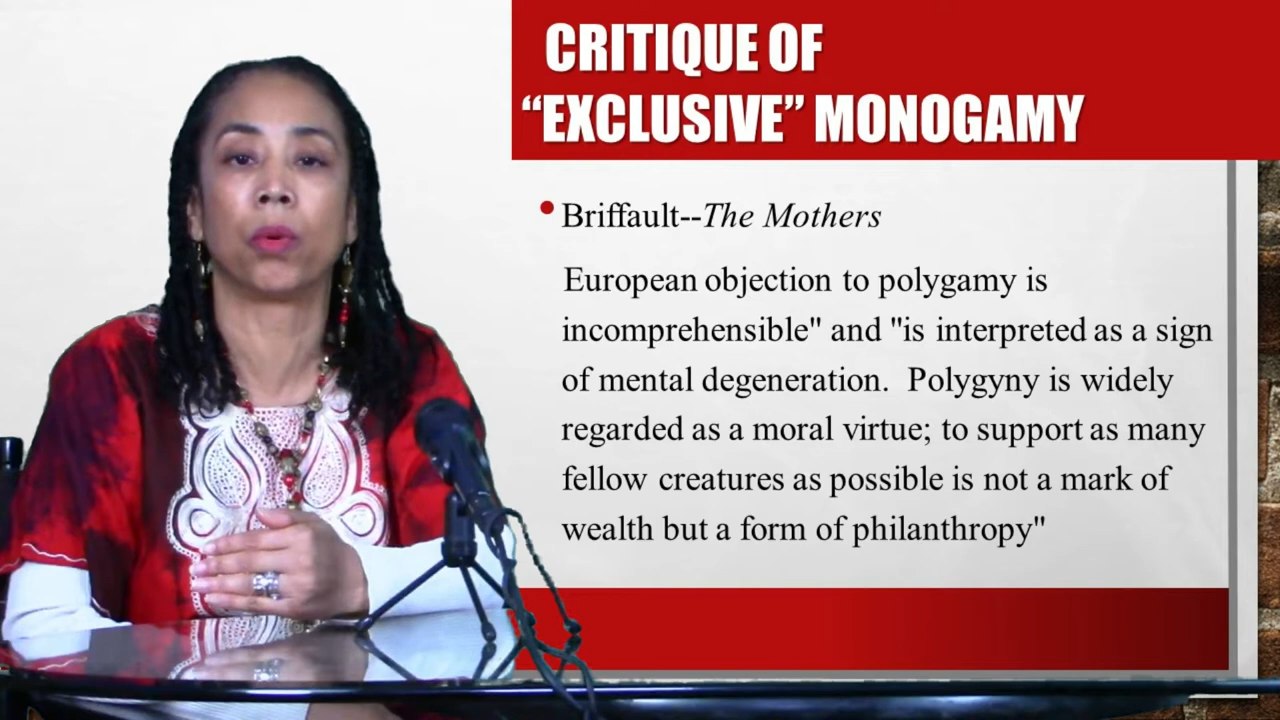 CRITIQUE OF
“EXCLUSIVE” MONOGAMY
Briffault--The Mothers
European objection to polygamy is
incomprehensible" and "is interpreted as a sign
of mental degeneration. Polygyny is widely
regarded as a moral virtue; to support as many
fellow creatures as possible is not a mark of
wealth but a form of philanthropy"